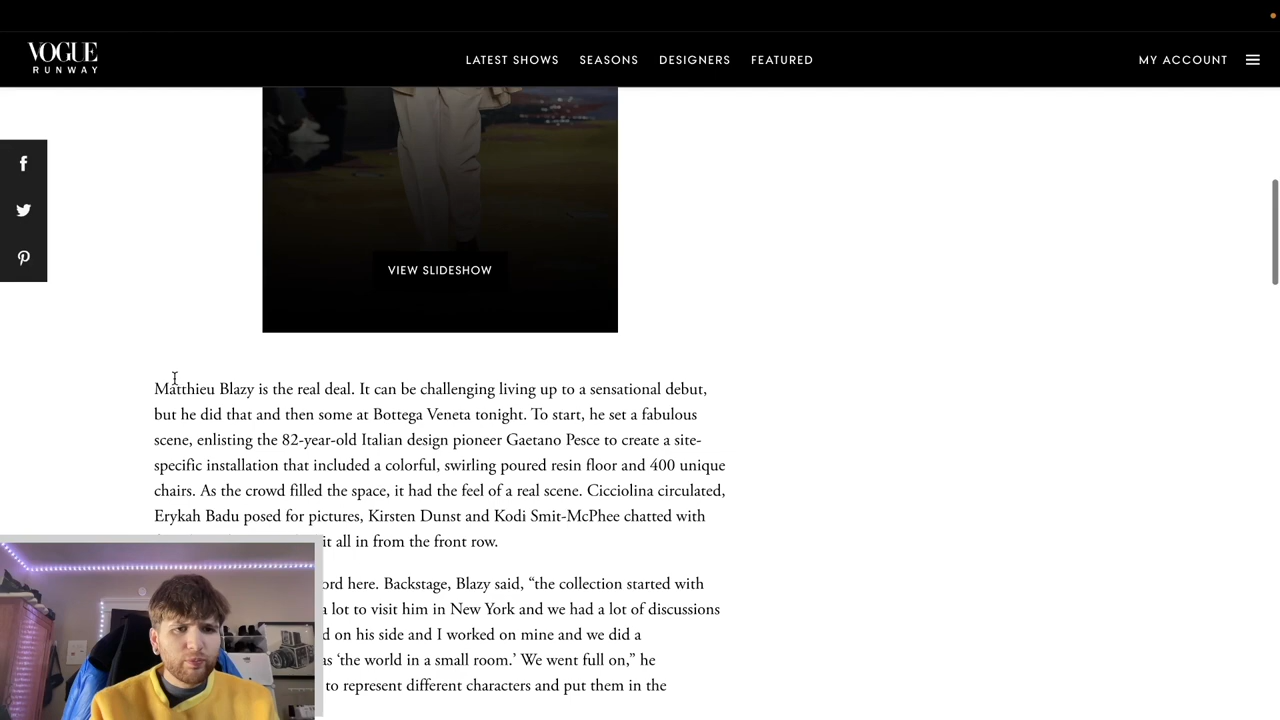 VOGUE
RUNWAY
LATEST SHOWS SEASONS DESIGNERS FEATURED
MY ACCOUNT
VIEW SLIDESHOW
Matthieu Blazy is the real deal. It can be challenging living up to a sensational debut,
but he did that and then some at Bottega Veneta tonight. To start, he set a fabulous
scene, enlisting the 82-year-old Italian design pioneer Gaetano Pesce to create a site-
specific installation that included a colorful, swirling poured resin floor and 400 unique
chairs. As the crowd filled the space, it had the feel of a real scene. Cicciolina circulated,
Erykah Badu posed for pictures, Kirsten Dunst and Kodi Smit-McPhee chatted with
it all in from the front row.
here. Backstage, Blazy said, “the collection started with
a lot to visit him in New York and we had a lot of discussions
on his side and I worked on mine and we did a
‘the world in a small room.’ We went full on,” he
to represent different characters and put them in the